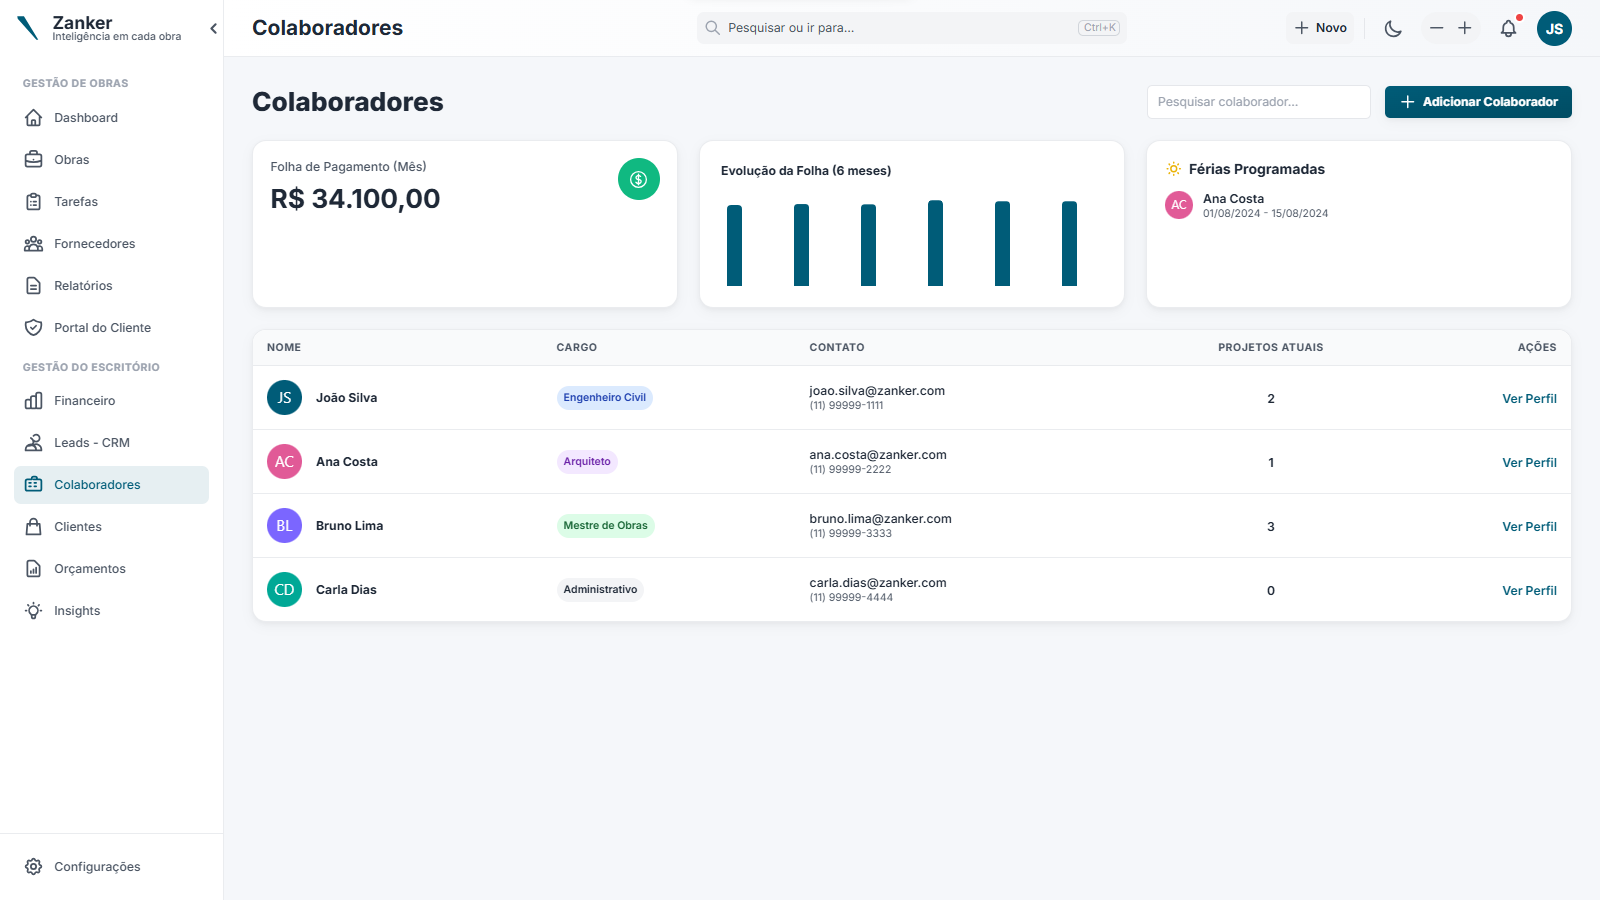 Zanker
Inteligência em cada obra
GESTÃO DE OBRAS
Dashboard
Obras
Tarefas
Fornecedores
Relatórios
Portal do Cliente
GESTÃO DO ESCRITÓRIO
Financeiro
Leads - CRM
Colaboradores
Clientes
Orçamentos
Insights
Configurações
Colaboradores
Pesquisar ou ir para...
Ctrl+K
Novo
JS
Colaboradores
Pesquisar colaborador...
Adicionar Colaborador
Folha de Pagamento (Mês)
R$ 34.100,00
Evolução da Folha (6 meses)
Férias Programadas
AC
Ana Costa
01/08/2024 - 15/08/2024
NOME CARGO CONTATO PROJETOS ATUAIS AÇÕES
JS João Silva Engenheiro Civil joao.silva@zanker.com 2 Ver Perfil
(11) 99999-1111
AC Ana Costa Arquiteto ana.costa@zanker.com 1 Ver Perfil
(11) 99999-2222
BL Bruno Lima Mestre de Obras bruno.lima@zanker.com 3 Ver Perfil
(11) 99999-3333
CD Carla Dias Administrativo carla.dias@zanker.com 0 Ver Perfil
(11) 99999-4444